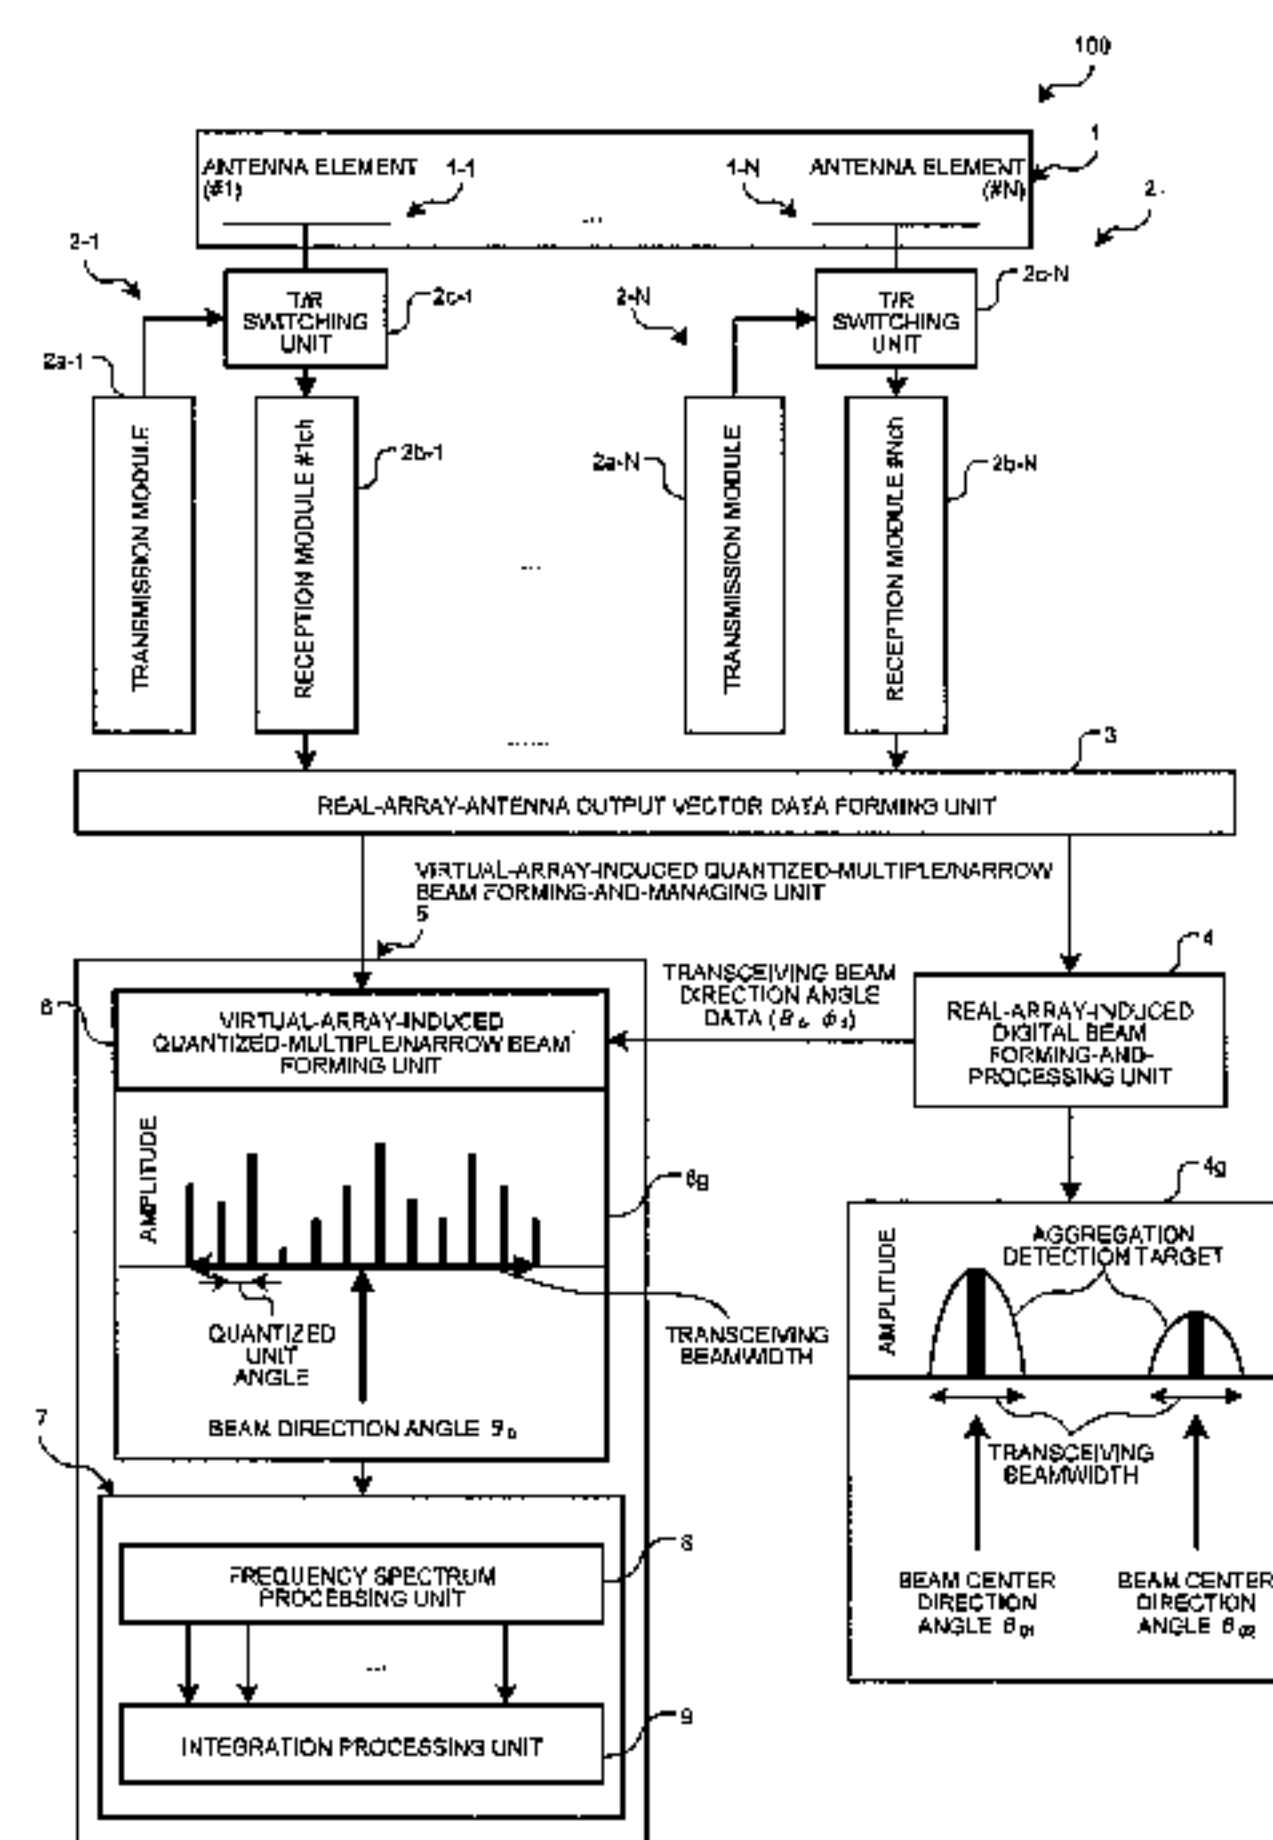 100
1
ANTENNA ELEMENT
(#1)
1-1
1-N
ANTENNA ELEMENT
(#N)
...
2
2-1
T/R
SWITCHING
UNIT
2c-1
2-N
T/R
SWITCHING
UNIT
2c-N
2a-1
TRANSMISSION MODULE
RECEPTION MODULE #1ch
2b-1
...
2a-N
TRANSMISSION MODULE
RECEPTION MODULE #Nch
2b-N
......
3
REAL-ARRAY-ANTENNA OUTPUT VECTOR DATA FORMING UNIT
VIRTUAL-ARRAY-INDUCED QUANTIZED-MULTIPLE/NARROW
BEAM FORMING-AND-MANAGING UNIT
5
4
6
VIRTUAL-ARRAY-INDUCED
QUANTIZED-MULTIPLE/NARROW BEAM
FORMING UNIT
TRANSCEIVING BEAM
DIRECTION ANGLE
DATA
REAL-ARRAY-INDUCED
DIGITAL BEAM
FORMING-AND-
PROCESSING UNIT
AMPLITUDE
6g
QUANTIZED
UNIT
ANGLE
TRANSCEIVING
BEAMWIDTH
BEAM DIRECTION ANGLE θ₀
4g
AMPLITUDE
AGGREGATION
DETECTION TARGET
TRANSCEIVING
BEAMWIDTH
BEAM CENTER
DIRECTION
ANGLE θ₀₁
BEAM CENTER
DIRECTION
ANGLE θ₀₂
7
8
FREQUENCY SPECTRUM
PROCESSING UNIT
...
9
INTEGRATION PROCESSING UNIT